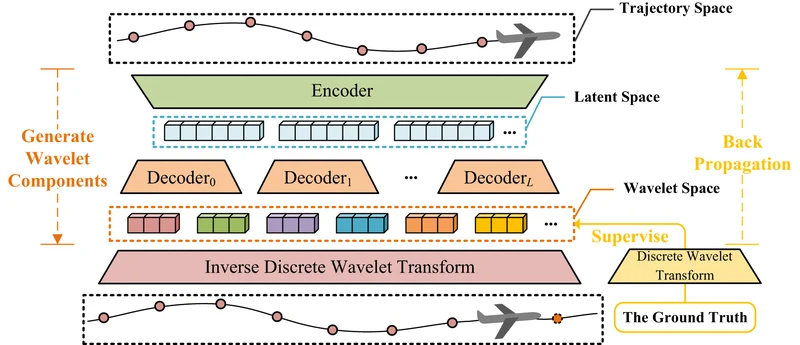 Trajectory Space
Encoder
Generate
Wavelet
Components
Latent Space
...
Back
Propagation
Decoder0
Decoder1
...
DecoderL
Wavelet Space
...
Supervise
Inverse Discrete Wavelet Transform
Discrete Wavelet
Transform
The Ground Truth